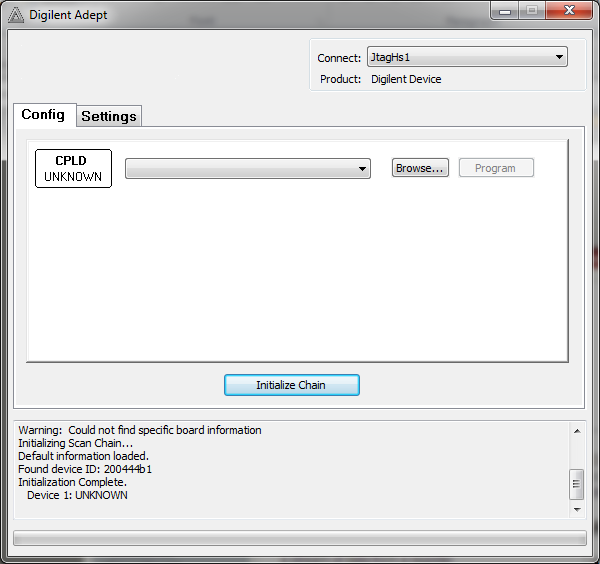 Digilent Adept
Connect: JtagHs1
Product: Digilent Device
Config Settings
CPLD
UNKNOWN
Browse... Program
Initialize Chain
Warning: Could not find specific board information
Initializing Scan Chain...
Default information loaded.
Found device ID: 200444b1
Initialization Complete.
Device 1: UNKNOWN